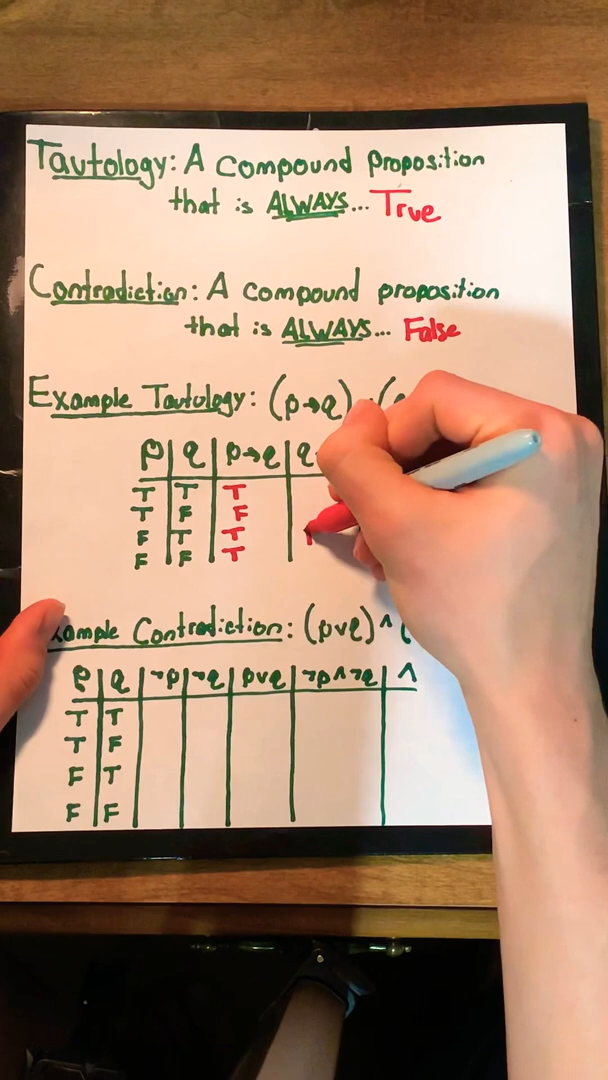 Tautology: A compound proposition
that is ALWAYS... True
Contradiction: A compound proposition
that is ALWAYS... False
Example Tautology: (p→q)
p q p→q q
T T T
T F F
F T T
F F T
Example Contradiction: (p∨q) ∧ (
p q ¬p ¬q p∨q ¬p∧¬q ∧
T T
T F
F T
F F